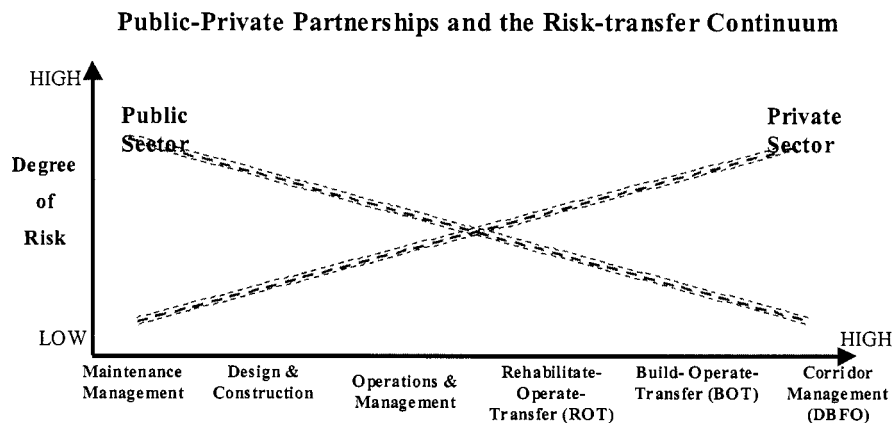 Public-Private Partnerships and the Risk-transfer Continuum
HIGH
Public
Sector
Private
Sector
Degree
of
Risk
LOW
HIGH
Maintenance
Management
Design &
Construction
Operations &
Management
Rehabilitate-
Operate-
Transfer (ROT)
Build- Operate-
Transfer (BOT)
Corridor
Management
(DBFO)